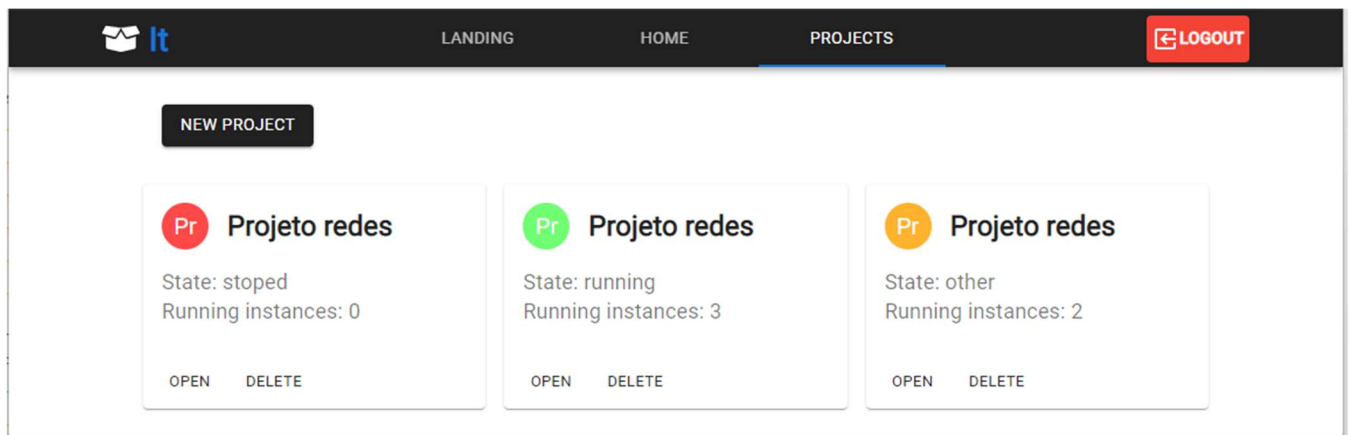 It LANDING HOME PROJECTS LOGOUT
NEW PROJECT
Pr Projeto redes
State: stoped
Running instances: 0
OPEN DELETE
Pr Projeto redes
State: running
Running instances: 3
OPEN DELETE
Pr Projeto redes
State: other
Running instances: 2
OPEN DELETE